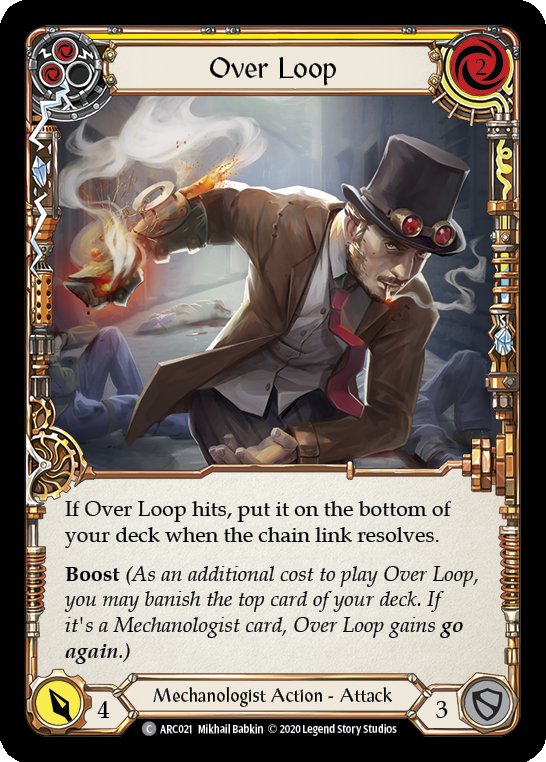 Over Loop
2
If Over Loop hits, put it on the bottom of
your deck when the chain link resolves.
Boost (As an additional cost to play Over Loop,
you may banish the top card of your deck. If
it's a Mechanologist card, Over Loop gains go
again.)
4
Mechanologist Action - Attack
3
C ARC021 Mikhail Babkin © 2020 Legend Story Studios